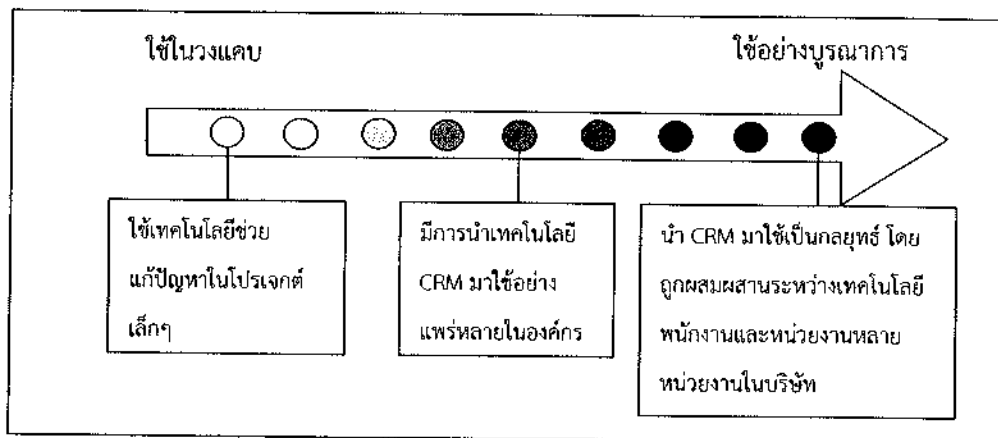 ใช้ในวงแคบ
ใช้อย่างบูรณาการ
ใช้เทคโนโลยีช่วย
แก้ปัญหาในโปรเจกต์
เล็กๆ
มีการนำเทคโนโลยี
CRM มาใช้อย่าง
แพร่หลายในองค์กร
นำ CRM มาใช้เป็นกลยุทธ์ โดย
ถูกผสมผสานระหว่างเทคโนโลยี
พนักงานและหน่วยงานหลาย
หน่วยงานในบริษัท